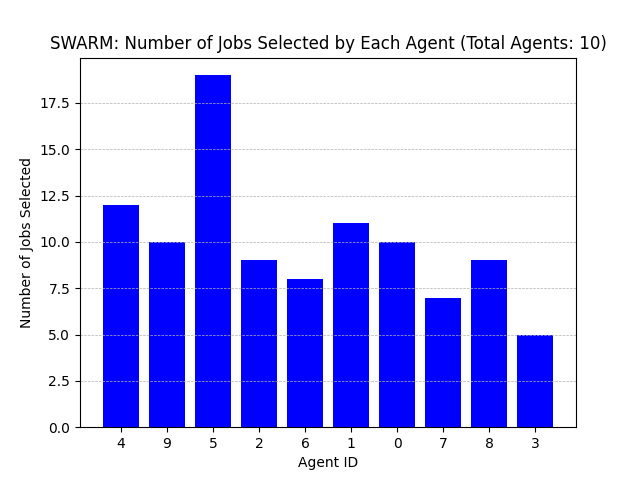 SWARM: Number of Jobs Selected by Each Agent (Total Agents: 10)
Number of Jobs Selected
17.5
15.0
12.5
10.0
7.5
5.0
2.5
0.0
4 9 5 2 6 1 0 7 8 3
Agent ID